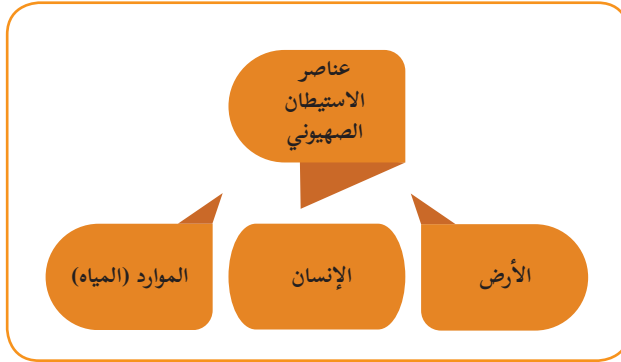 عناصر
الاستيطان
الصهيوني
الأرض
الإنسان
الموارد (المياه)